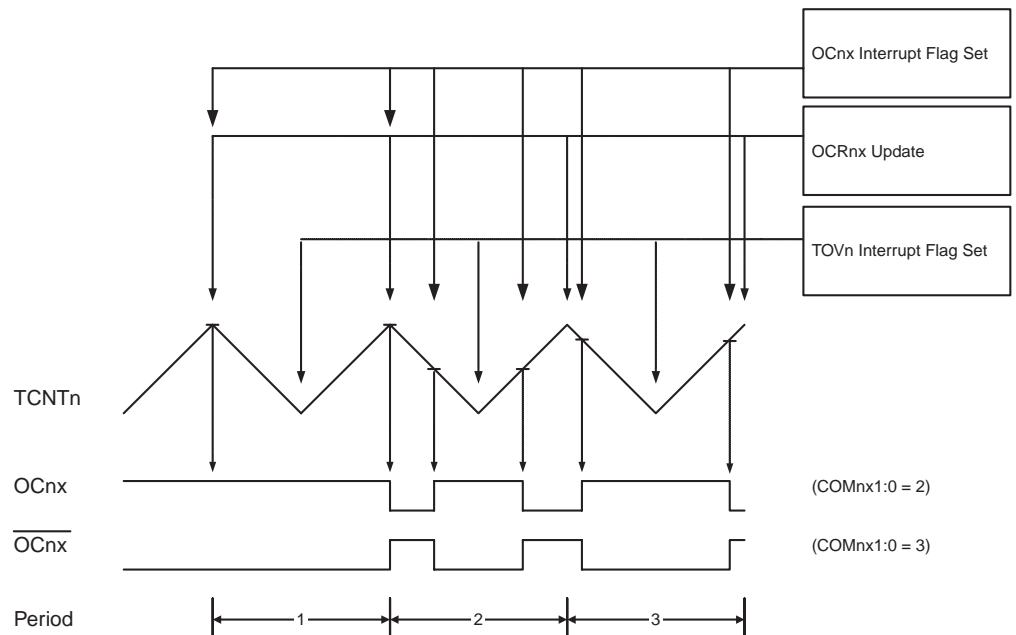 OCnx Interrupt Flag Set
OCRnx Update
TOVn Interrupt Flag Set
TCNTn
OCnx
(COMnx1:0 = 2)
OCnx
(COMnx1:0 = 3)
Period
1
2
3